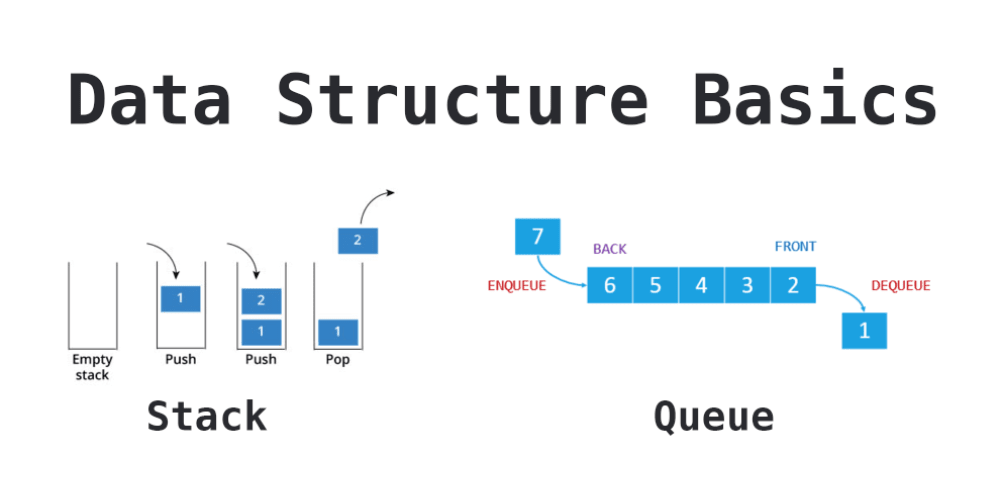 Data Structure Basics
2
1
2
1
1
Empty
stack
Push
Push
Pop
Stack
7
BACK
FRONT
ENQUEUE
6 5 4 3 2
DEQUEUE
1
Queue